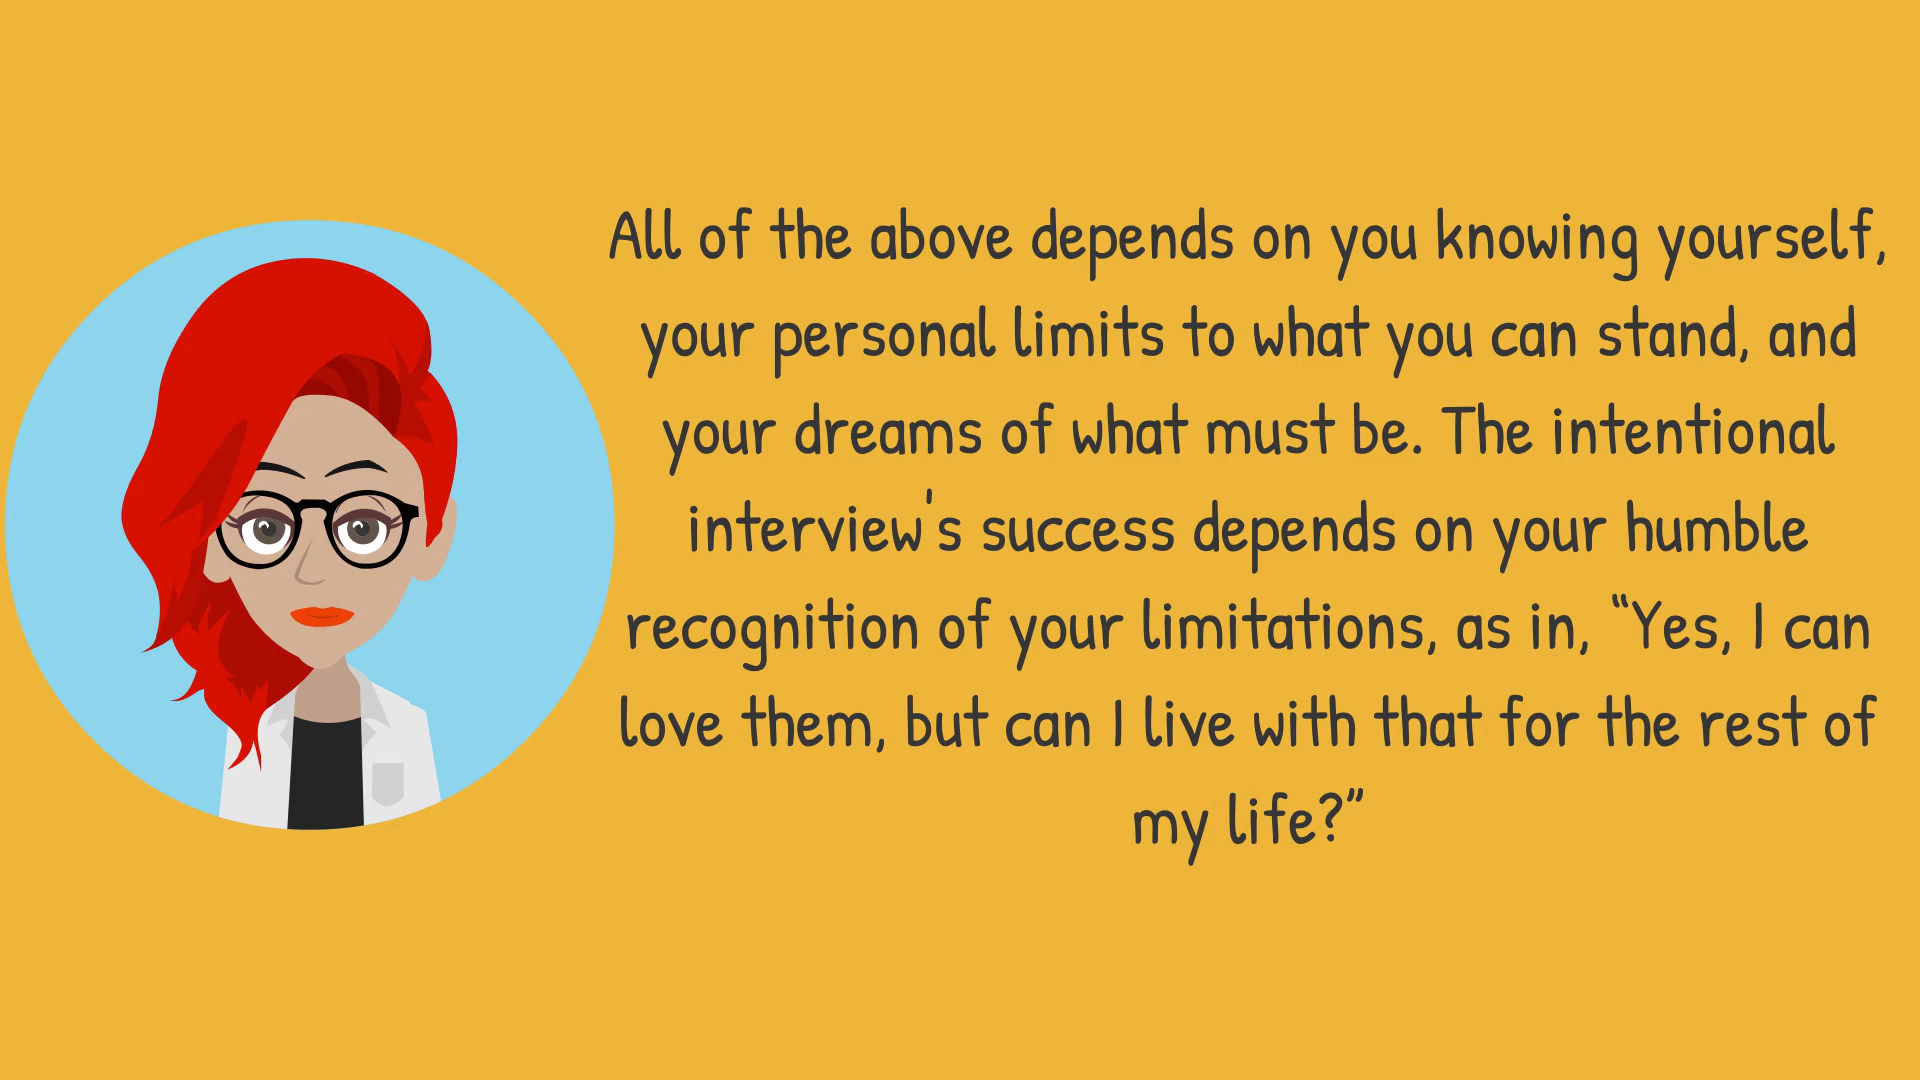 All of the above depends on you knowing yourself,
your personal limits to what you can stand, and
your dreams of what must be. The intentional
interview's success depends on your humble
recognition of your limitations, as in, “Yes, I can
love them, but can I live with that for the rest of
my life?”